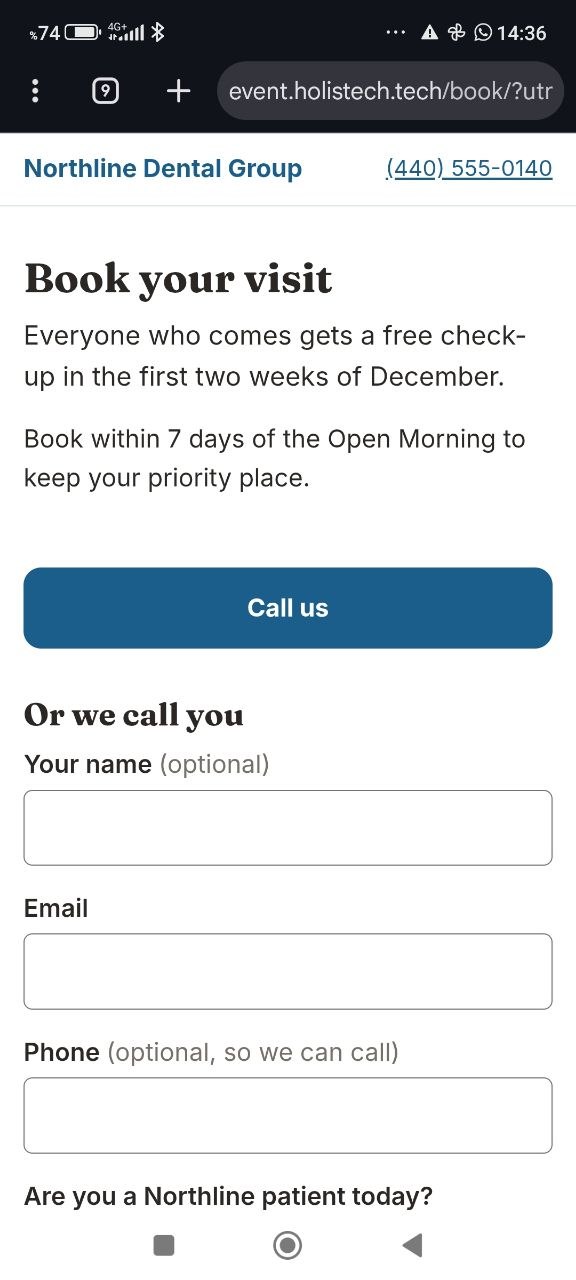 %74 4G+ 14:36
9 event.holistech.tech/book/?utr
Northline Dental Group (440) 555-0140
Book your visit
Everyone who comes gets a free check-
up in the first two weeks of December.
Book within 7 days of the Open Morning to
keep your priority place.
Call us
Or we call you
Your name (optional)
Email
Phone (optional, so we can call)
Are you a Northline patient today?